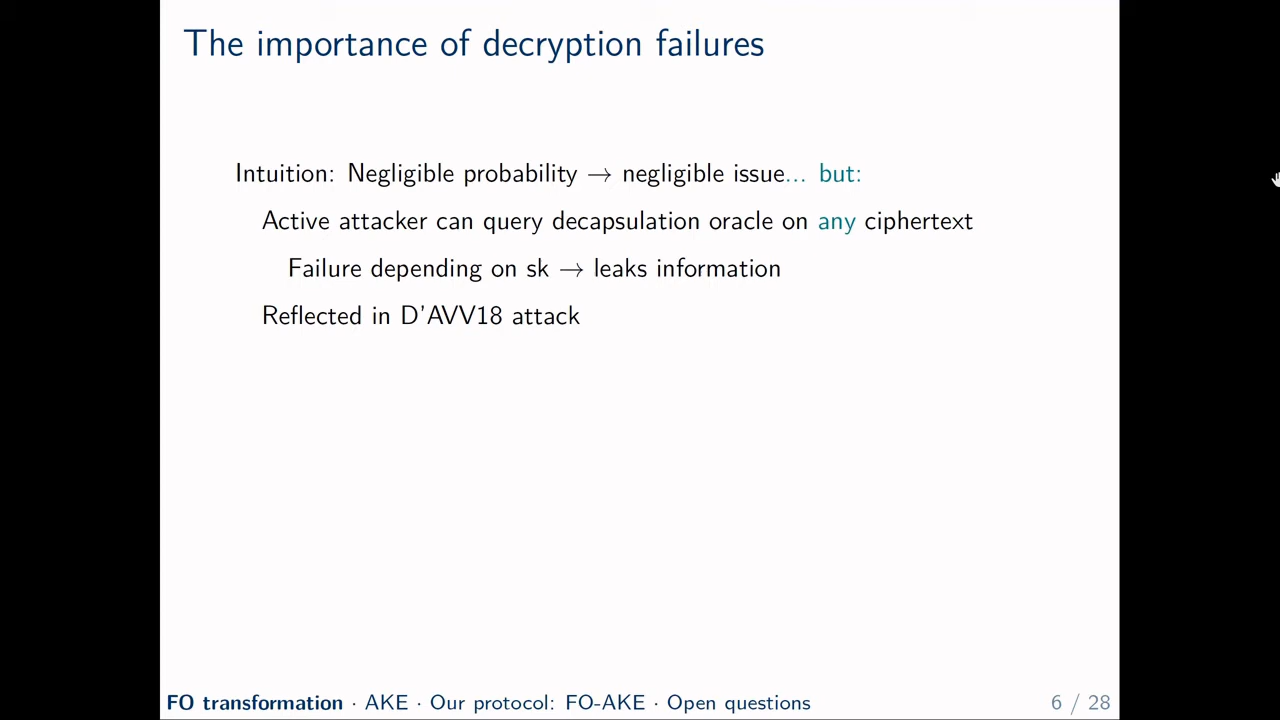 The importance of decryption failures
Intuition: Negligible probability → negligible issue... but:
Active attacker can query decapsulation oracle on any ciphertext
Failure depending on sk → leaks information
Reflected in D'AVV18 attack
FO transformation · AKE · Our protocol: FO-AKE · Open questions 6 / 28